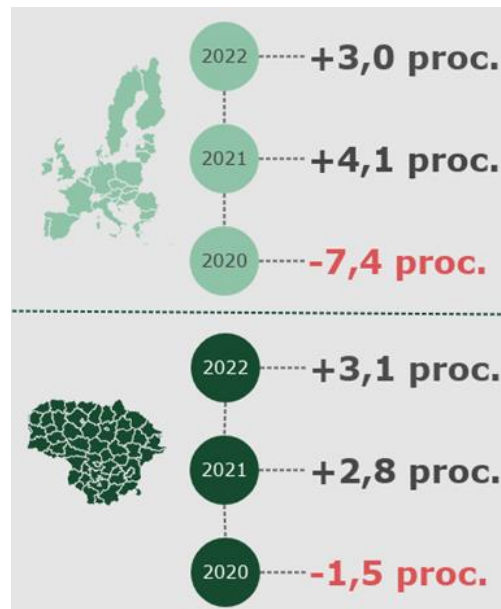 2022 +3,0 proc.
2021 +4,1 proc.
2020 -7,4 proc.
2022 +3,1 proc.
2021 +2,8 proc.
2020 -1,5 proc.